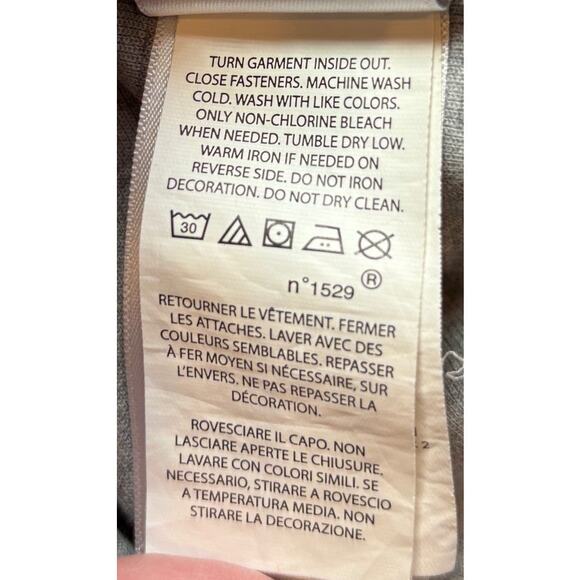 TURN GARMENT INSIDE OUT.
CLOSE FASTENERS. MACHINE WASH
COLD. WASH WITH LIKE COLORS.
ONLY NON-CHLORINE BLEACH
WHEN NEEDED. TUMBLE DRY LOW.
WARM IRON IF NEEDED ON
REVERSE SIDE. DO NOT IRON
DECORATION. DO NOT DRY CLEAN.
30
n°1529 ®
RETOURNER LE VÊTEMENT. FERMER
LES ATTACHES. LAVER AVEC DES
COULEURS SEMBLABLES. REPASSER
À FER MOYEN SI NÉCESSAIRE, SUR
L'ENVERS. NE PAS REPASSER LA
DÉCORATION.
ROVESCIARE IL CAPO. NON
LASCIARE APERTE LE CHIUSURE.
LAVARE CON COLORI SIMILI. SE
NECESSARIO, STIRARE A ROVESCIO
A TEMPERATURA MEDIA. NON
STIRARE LA DECORAZIONE.
2